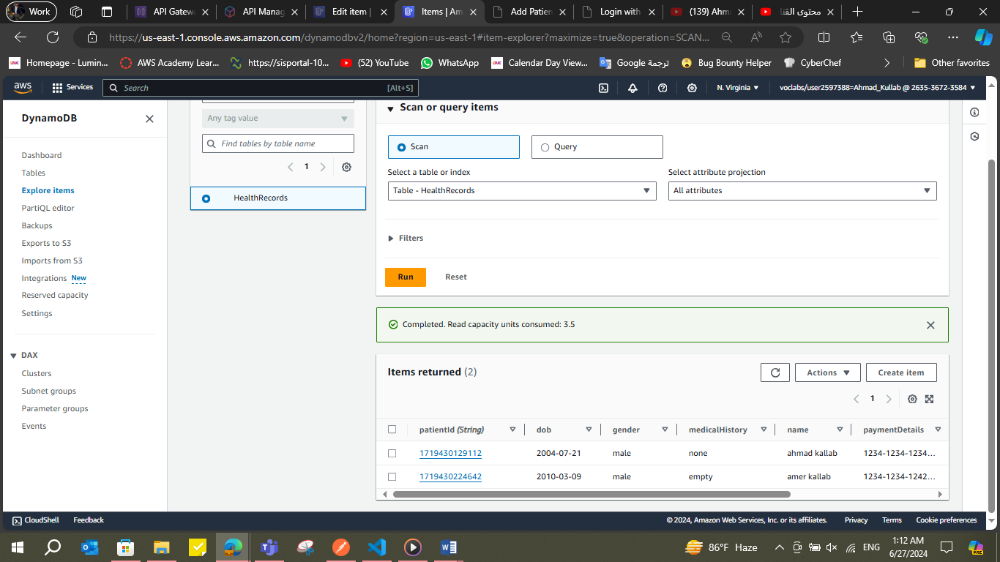 Work
API Gatew
API Manag
Edit item |
Items | Am
Add Patien
Login with
(139) Ahma
محتوى القنا
https://us-east-1.console.aws.amazon.com/dynamodbv2/home?region=us-east-1#item-explorer?maximize=true&operation=SCAN...
Homepage - Lumin...
AWS Academy Lear...
https://sisportal-10...
(52) YouTube
WhatsApp
Calendar Day View...
Google ترجمة
Bug Bounty Helper
CyberChef
Other favorites
aws
Services
Search
[Alt+S]
N. Virginia
voclabs/user2597388=Ahmad_Kullab @ 2635-3672-3584
DynamoDB
Dashboard
Tables
Explore items
PartiQL editor
Backups
Exports to S3
Imports from S3
Integrations New
Reserved capacity
Settings
DAX
Clusters
Subnet groups
Parameter groups
Events
Any tag value
Find tables by table name
1
HealthRecords
Scan or query items
Scan
Query
Select a table or index
Select attribute projection
Table - HealthRecords
All attributes
Filters
Run
Reset
Completed. Read capacity units consumed: 3.5
Items returned (2)
Actions
Create item
1
patientId (String) dob gender medicalHistory name paymentDetails
1719430129112 2004-07-21 male none ahmad kallab 1234-1234-1234...
1719430224642 2010-03-09 male empty amer kallab 1234-1234-1242...
CloudShell
Feedback
© 2024, Amazon Web Services, Inc. or its affiliates.
Privacy
Terms
Cookie preferences
86°F Haze
ENG
1:12 AM
6/27/2024
PRE